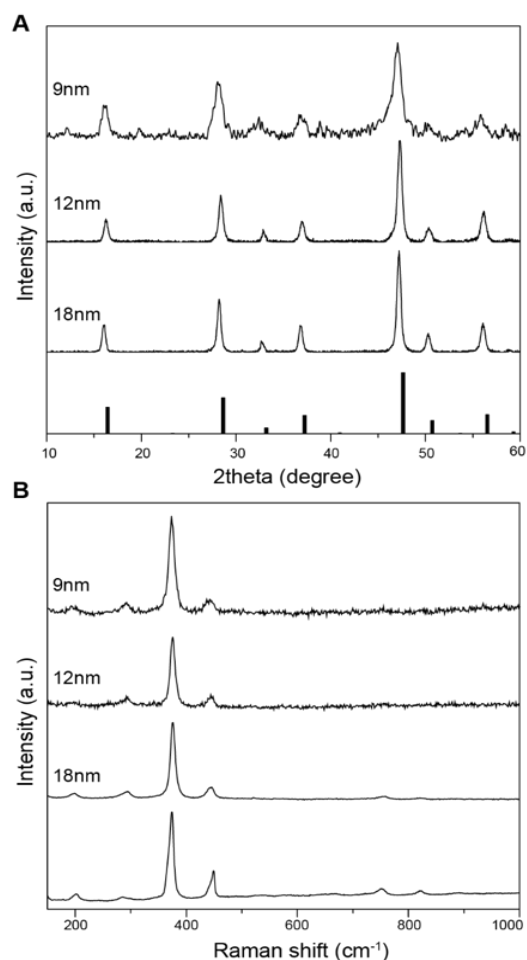 A
9nm
12nm
18nm
Intensity (a.u.)
10 20 30 40 50 60
2theta (degree)
B
9nm
12nm
18nm
Intensity (a.u.)
200 400 600 800 1000
Raman shift (cm⁻¹)